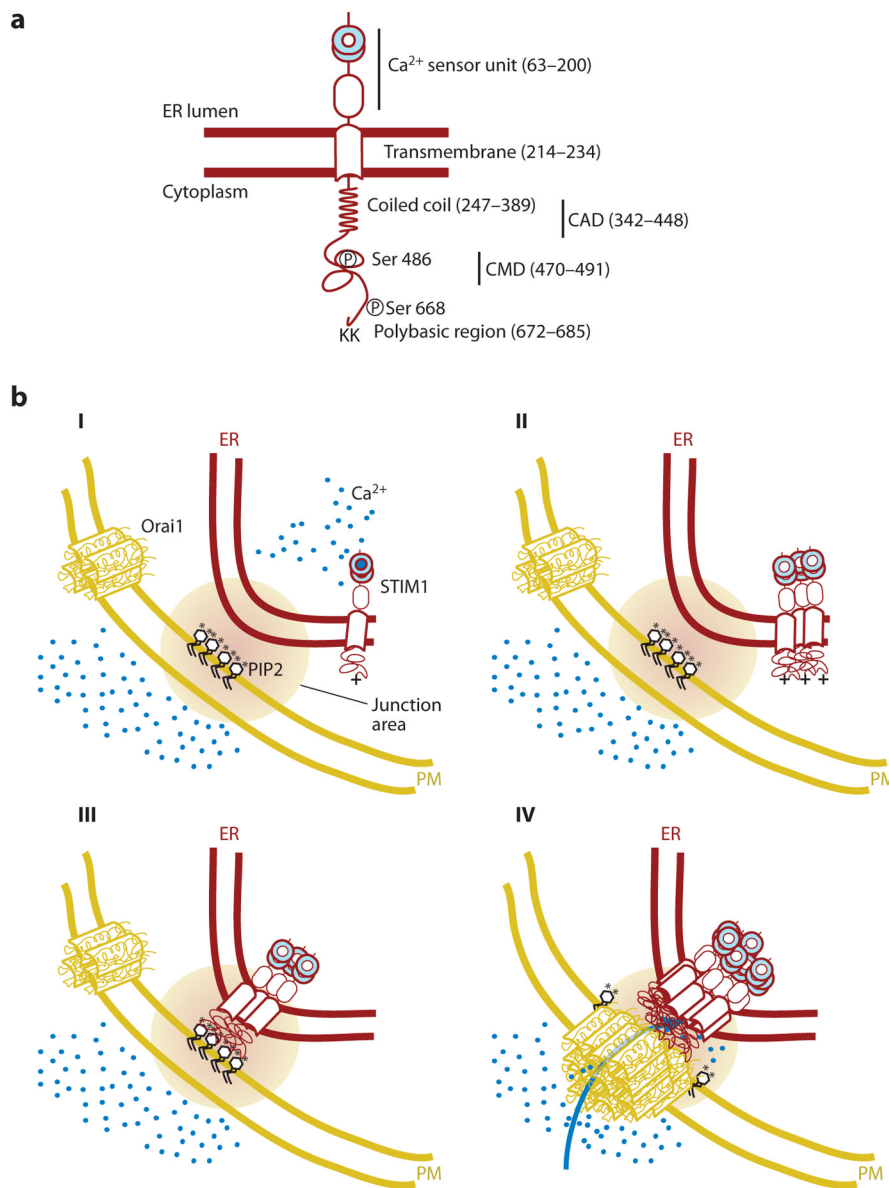 a
Ca²⁺ sensor unit (63–200)
ER lumen
Transmembrane (214–234)
Cytoplasm
Coiled coil (247–389)
CAD (342–448)
P
Ser 486
CMD (470–491)
P Ser 668
KK Polybasic region (672–685)
b
I
ER
Ca²⁺
Orai1
STIM1
PIP2
+
Junction area
PM
II
ER
+ + +
PM
III
ER
PM
IV
ER
PM